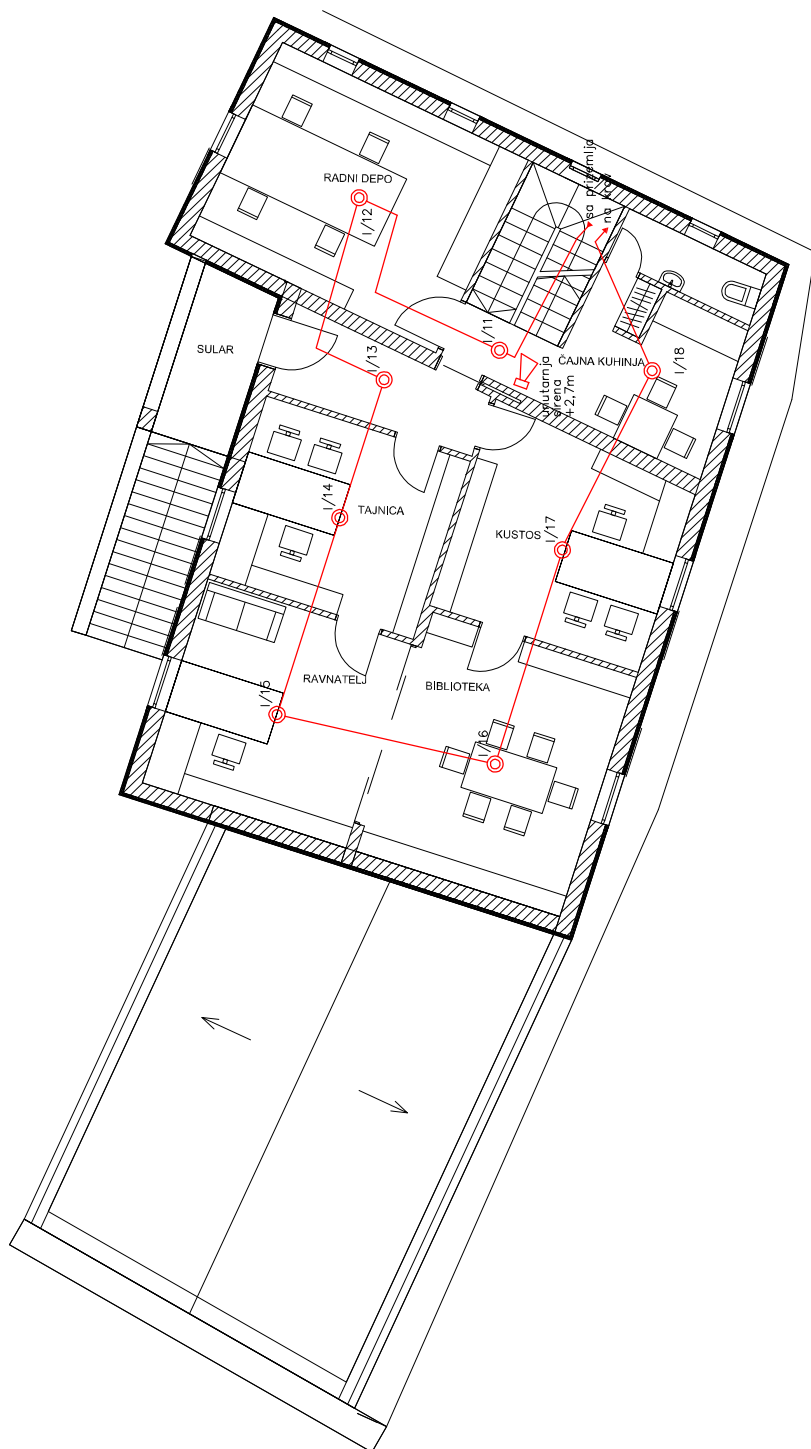 sa prizemlja
na krov
RADNI DEPO
I/12
I/11
SULAR
I/13
ČAJNA KUHINJA
I/18
unutarnja
sirena
+2,7m
I/14
TAJNICA
KUSTOS
I/17
RAVNATELJ
BIBLIOTEKA
I/15
I/16